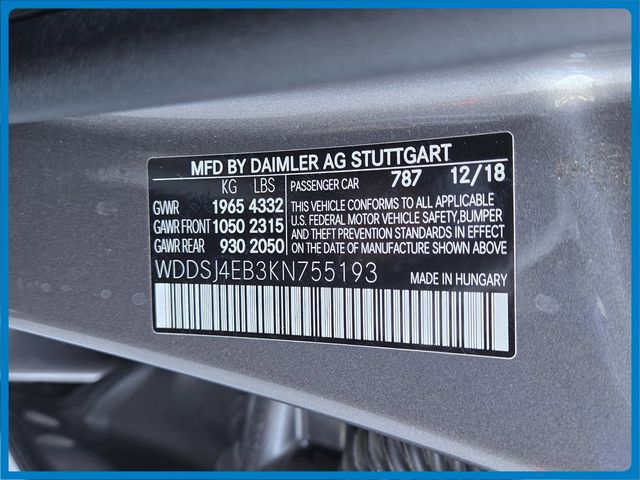 MFD BY DAIMLER AG STUTTGART
KG LBS
GVWR 1965 4332
GAWR FRONT 1050 2315
GAWR REAR 930 2050
PASSENGER CAR 787 12/18
THIS VEHICLE CONFORMS TO ALL APPLICABLE
U.S. FEDERAL MOTOR VEHICLE SAFETY, BUMPER
AND THEFT PREVENTION STANDARDS IN EFFECT
ON THE DATE OF MANUFACTURE SHOWN ABOVE.
WDDSJ4EB3KN755193
MADE IN HUNGARY